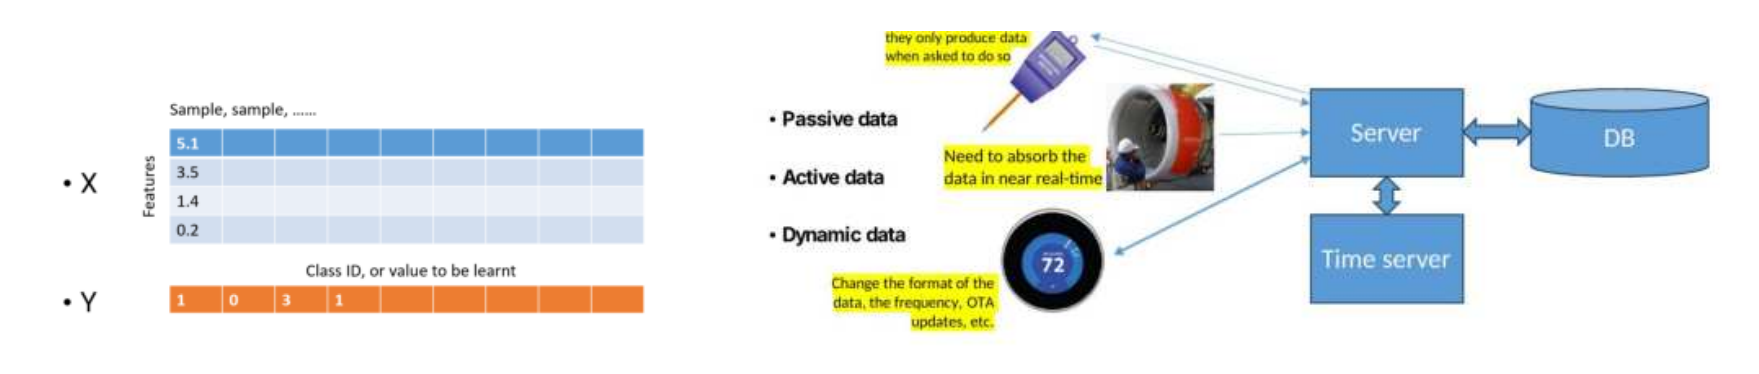 Sample, sample, ......
Features
• X
5.1
3.5
1.4
0.2
Class ID, or value to be learnt
• Y
1 0 3 1
they only produce data
when asked to do so
• Passive data
Need to absorb the
data in near real-time
• Active data
• Dynamic data
72
Change the format of the
data, the frequency, OTA
updates, etc.
Server
DB
Time server